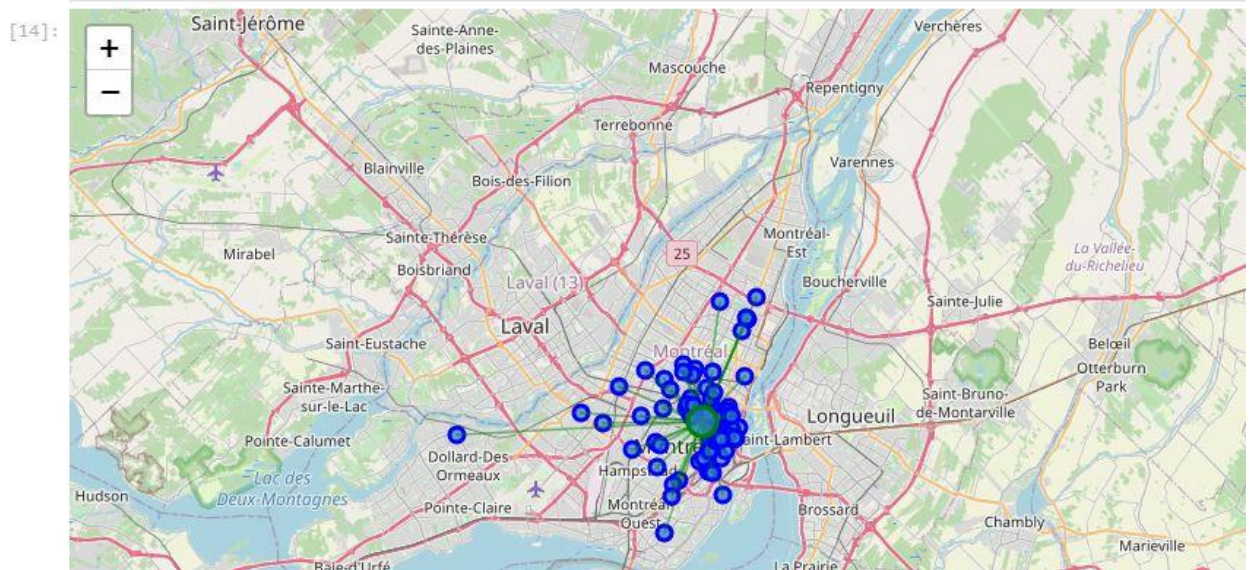 [14]:
+
−
Saint-Jérôme
Sainte-Anne-
des-Plaines
Verchères
Mascouche
Repentigny
Terrebonne
Varennes
Blainville
Bois-des-Filion
Sainte-Thérèse
Montréal-
Est
Mirabel
25
La Vallée-
du-Richelieu
Boisbriand
Laval (13)
Boucherville
Sainte-Julie
Laval
Saint-Eustache
Montréal
Belœil
Otterburn
Park
Sainte-Marthe-
sur-le-Lac
Saint-Bruno-
de-Montarville
Longueuil
Pointe-Calumet
Saint-Lambert
Dollard-Des
Ormeaux
Lac des
Deux-Montagnes
Hudson
Pointe-Claire
Montréal
Ouest
Brossard
Chambly
Marieville
Baie-d'Urfé
La Prairie